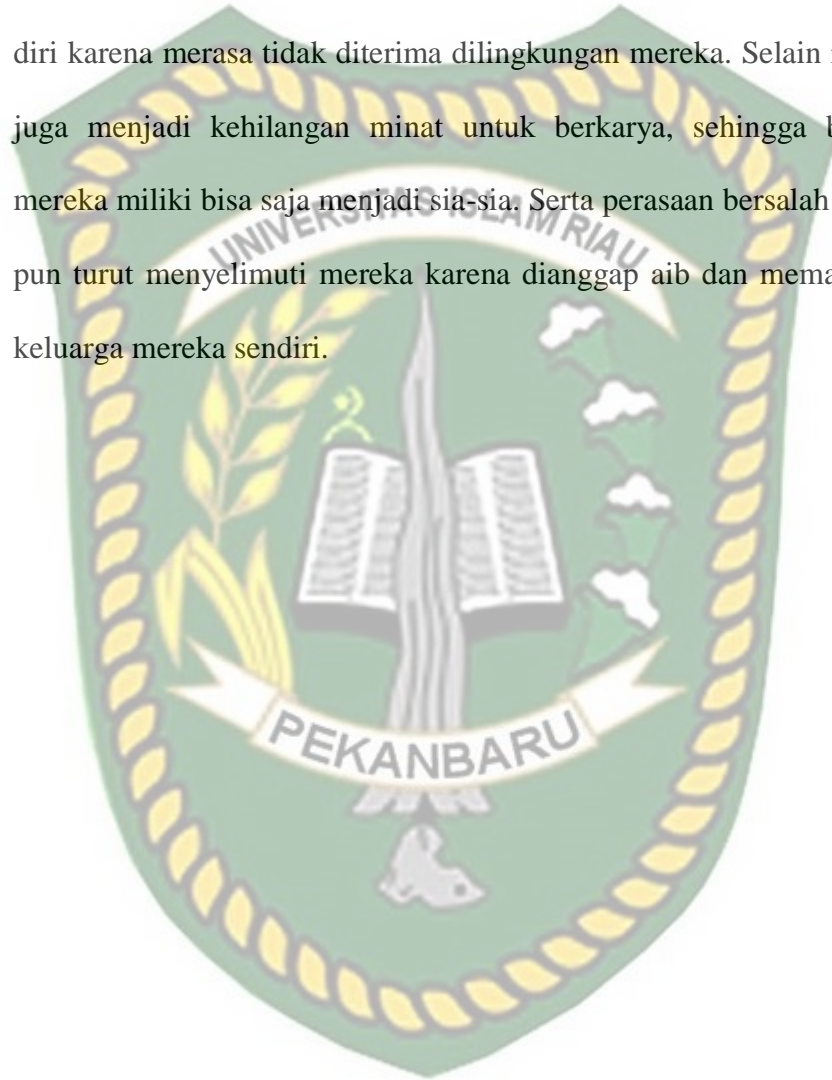 diri karena merasa tidak diterima dilingkungan mereka. Selain
juga menjadi kehilangan minat untuk berkarya, sehingga
mereka miliki bisa saja menjadi sia-sia. Serta perasaan bersalah
UNIVERSITAS ISLAM RIAU
pun turut menyelimuti mereka karena dianggap aib dan
keluarga mereka sendiri.
PEKANBARU